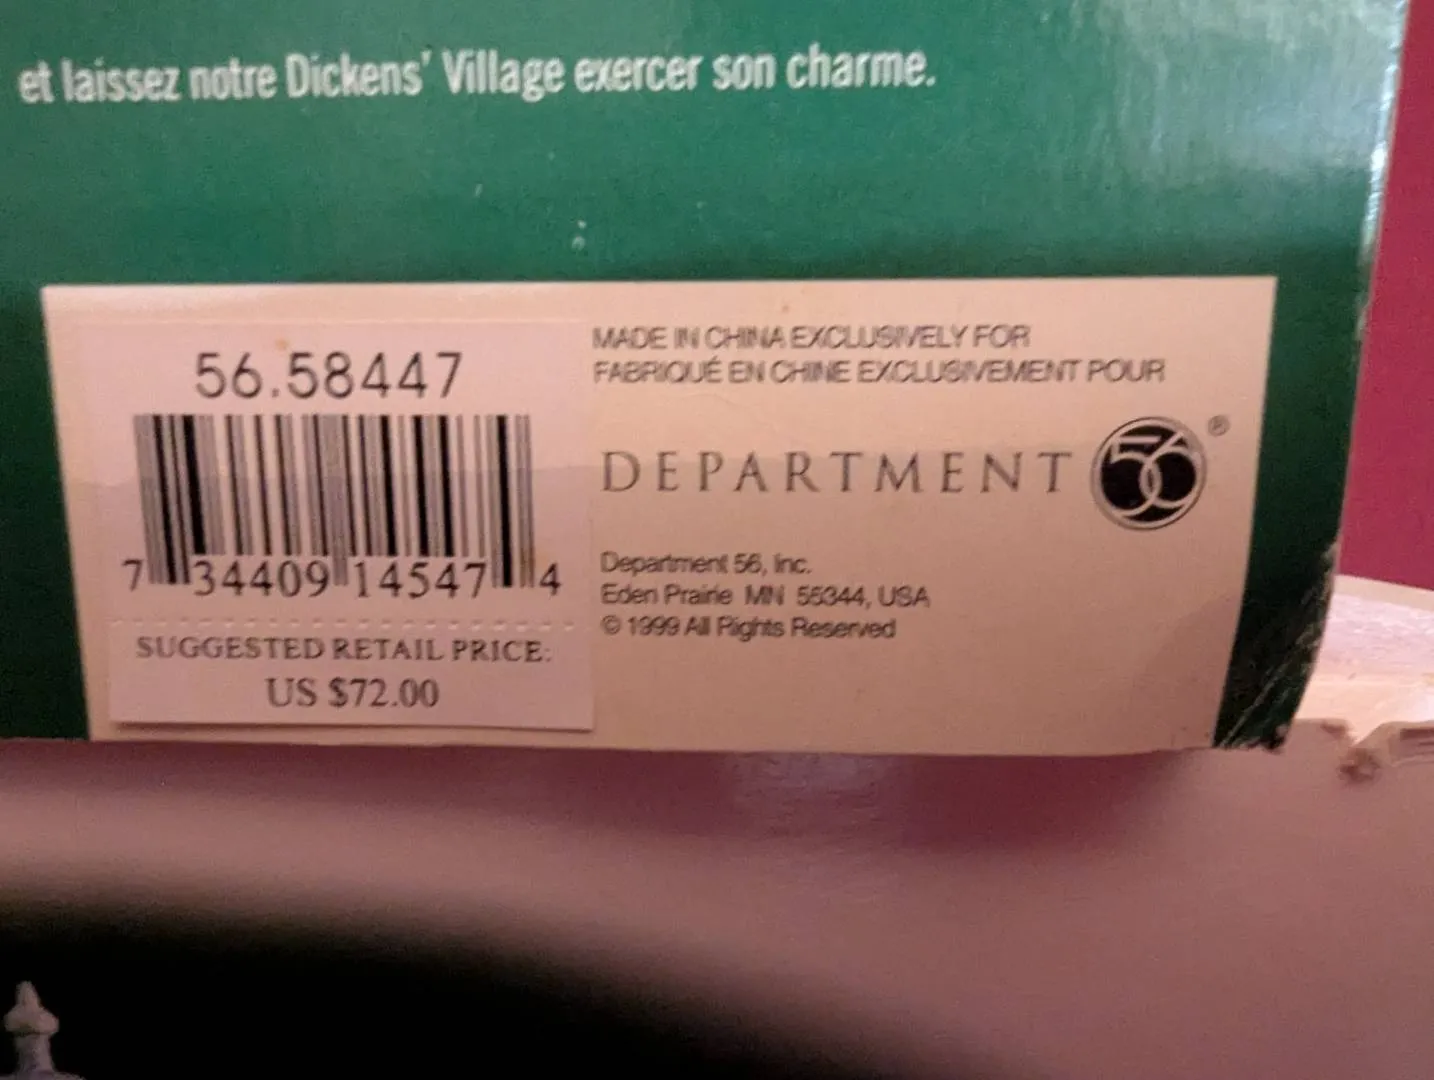 et laissez notre Dickens' Village exercer son charme.
56.58447
7 34409 14547 4
SUGGESTED RETAIL PRICE:
US $72.00
MADE IN CHINA EXCLUSIVELY FOR
FABRIQUÉ EN CHINE EXCLUSIVEMENT POUR
DEPARTMENT 56®
Department 56, Inc.
Eden Prairie MN 55344, USA
© 1999 All Rights Reserved